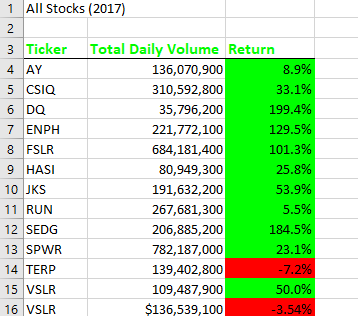 1 All Stocks (2017)
2
3 Ticker Total Daily Volume Return
4 AY 136,070,900 8.9%
5 CSIQ 310,592,800 33.1%
6 DQ 35,796,200 199.4%
7 ENPH 221,772,100 129.5%
8 FSLR 684,181,400 101.3%
9 HASI 80,949,300 25.8%
10 JKS 191,632,200 53.9%
11 RUN 267,681,300 5.5%
12 SEDG 206,885,200 184.5%
13 SPWR 782,187,000 23.1%
14 TERP 139,402,800 -7.2%
15 VSLR 109,487,900 50.0%
16 VSLR $136,539,100 -3.54%